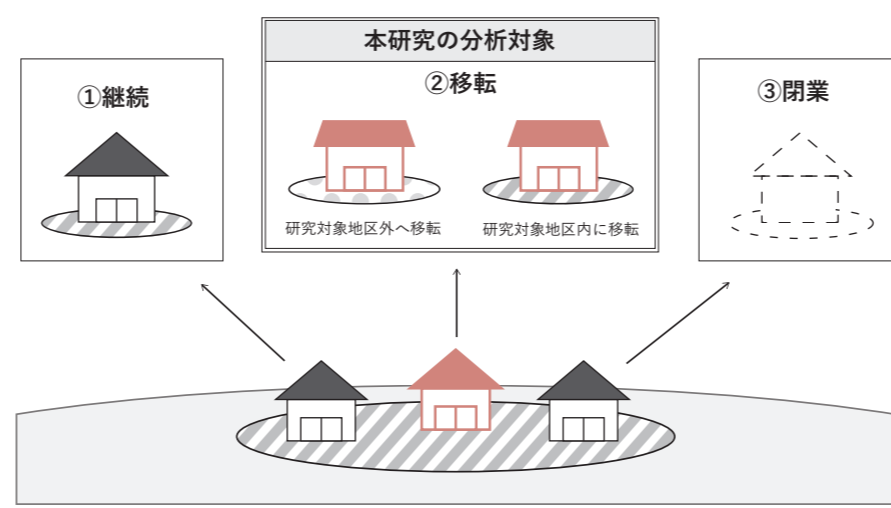 本研究の分析対象
①継続
②移転
③閉業
研究対象地区外へ移転
研究対象地区内に移転